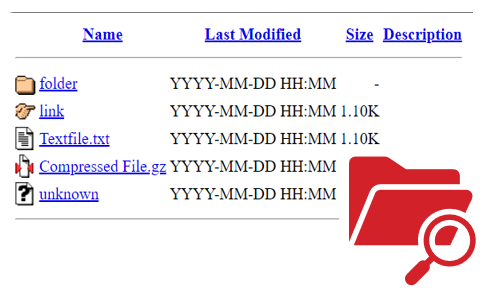 Name Last Modified Size Description
folder YYYY-MM-DD HH:MM -
link YYYY-MM-DD HH:MM 1.10K
Textfile.txt YYYY-MM-DD HH:MM 1.10K
Compressed File.gz YYYY-MM-DD HH:MM
unknown YYYY-MM-DD HH:MM